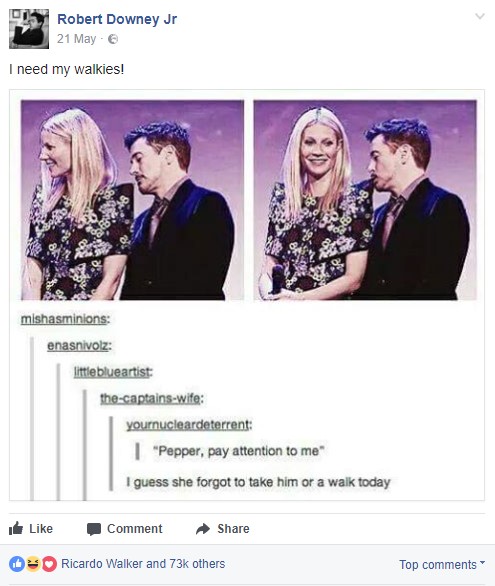 Robert Downey Jr
21 May ·
I need my walkies!
mishasminions:
enasnivolz:
littleblueartist:
the-captains-wife:
yournucleardeterrent:
"Pepper, pay attention to me"
I guess she forgot to take him or a walk today
Like Comment Share
Ricardo Walker and 73k others Top comments